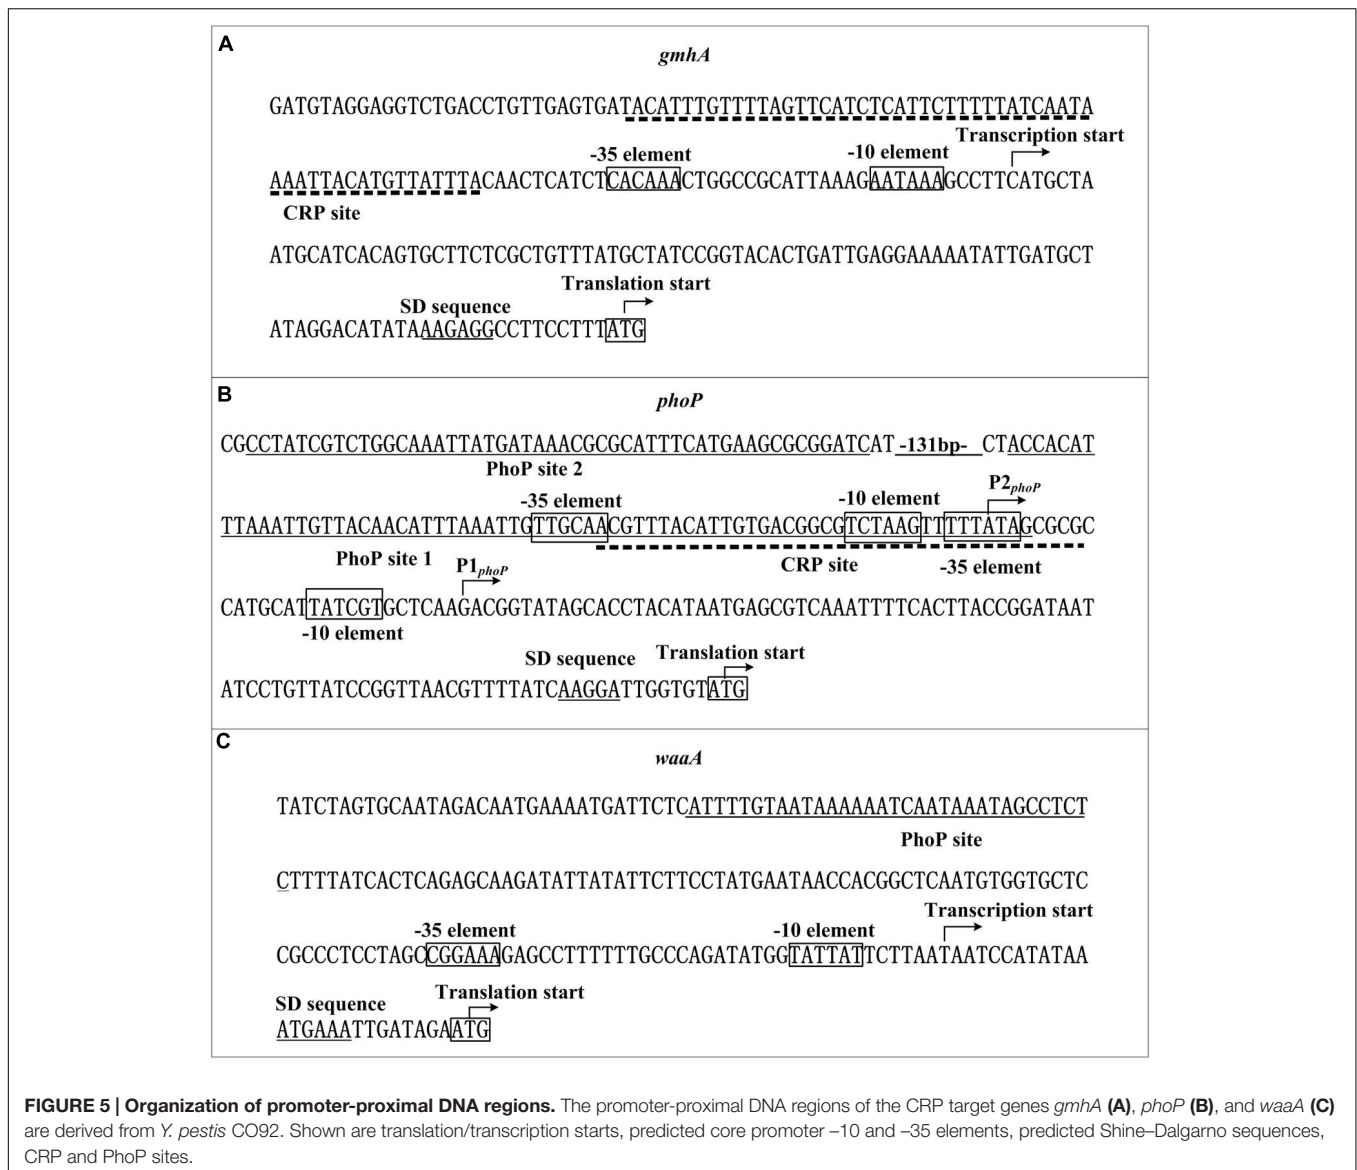 A
gmhA
GATGTAGGAGGTCTGACCTGTTGAGTGATACATTTGTTTTAGTTCATCTCATTCTTTTTATCAATA
Transcription start
-35 element -10 element
AAATTACATGTTATTTACAACTCATCTCACAAACTGGCCGCATTAAAGAATAAAGCCTTCATGCTA
CRP site
ATGCATCACAGTGCTTCTCGCTGTTTATGCTATCCGGTACACTGATTGAGGAAAAATATTGATGCT
Translation start
SD sequence
ATAGGACATATAAAGAGGCCTTCCTTTATG
B
phoP
CGCCTATCGTCTGGCAAATTATGATAAACGCGCATTTCATGAAGCGCGGATCAT -131bp- CTACCACAT
PhoP site 2
-35 element -10 element P2phoP
TTAAATTGTTACAACATTTAAATTGTTGCAACGTTTACATTGTGACGGCGTCTAAGTTTTTATAGCGCGC
PhoP site 1 CRP site -35 element
P1phoP
CATGCATTATCGTGCTCAAGACGGTATAGCACCTACATAATGAGCGTCAAATTTTCACTTACCGGATAAT
-10 element
SD sequence Translation start
ATCCTGTTATCCGGTTAACGTTTTATCAAGGATTGGTGTATG
C
waaA
TATCTAGTGCAATAGACAATGAAAATGATTCTCATTTTGTAATAAAAAATCAATAAATAGCCTCT
PhoP site
CTTTTATCACTCAGAGCAAGATATTATATTCTTCCTATGAATAACCACGGCTCAATGTGGTGCTC
Transcription start
-35 element -10 element
CGCCCTCCTAGCCGGAAAGAGCCTTTTTTGCCCAGATATGGTATTATTCTTAATAATCCATATAA
SD sequence Translation start
ATGAAATTGATAGAATG
FIGURE 5 | Organization of promoter-proximal DNA regions. The promoter-proximal DNA regions of the CRP target genes gmhA (A), phoP (B), and waaA (C)
are derived from Y. pestis CO92. Shown are translation/transcription starts, predicted core promoter –10 and –35 elements, predicted Shine–Dalgarno sequences,
CRP and PhoP sites.